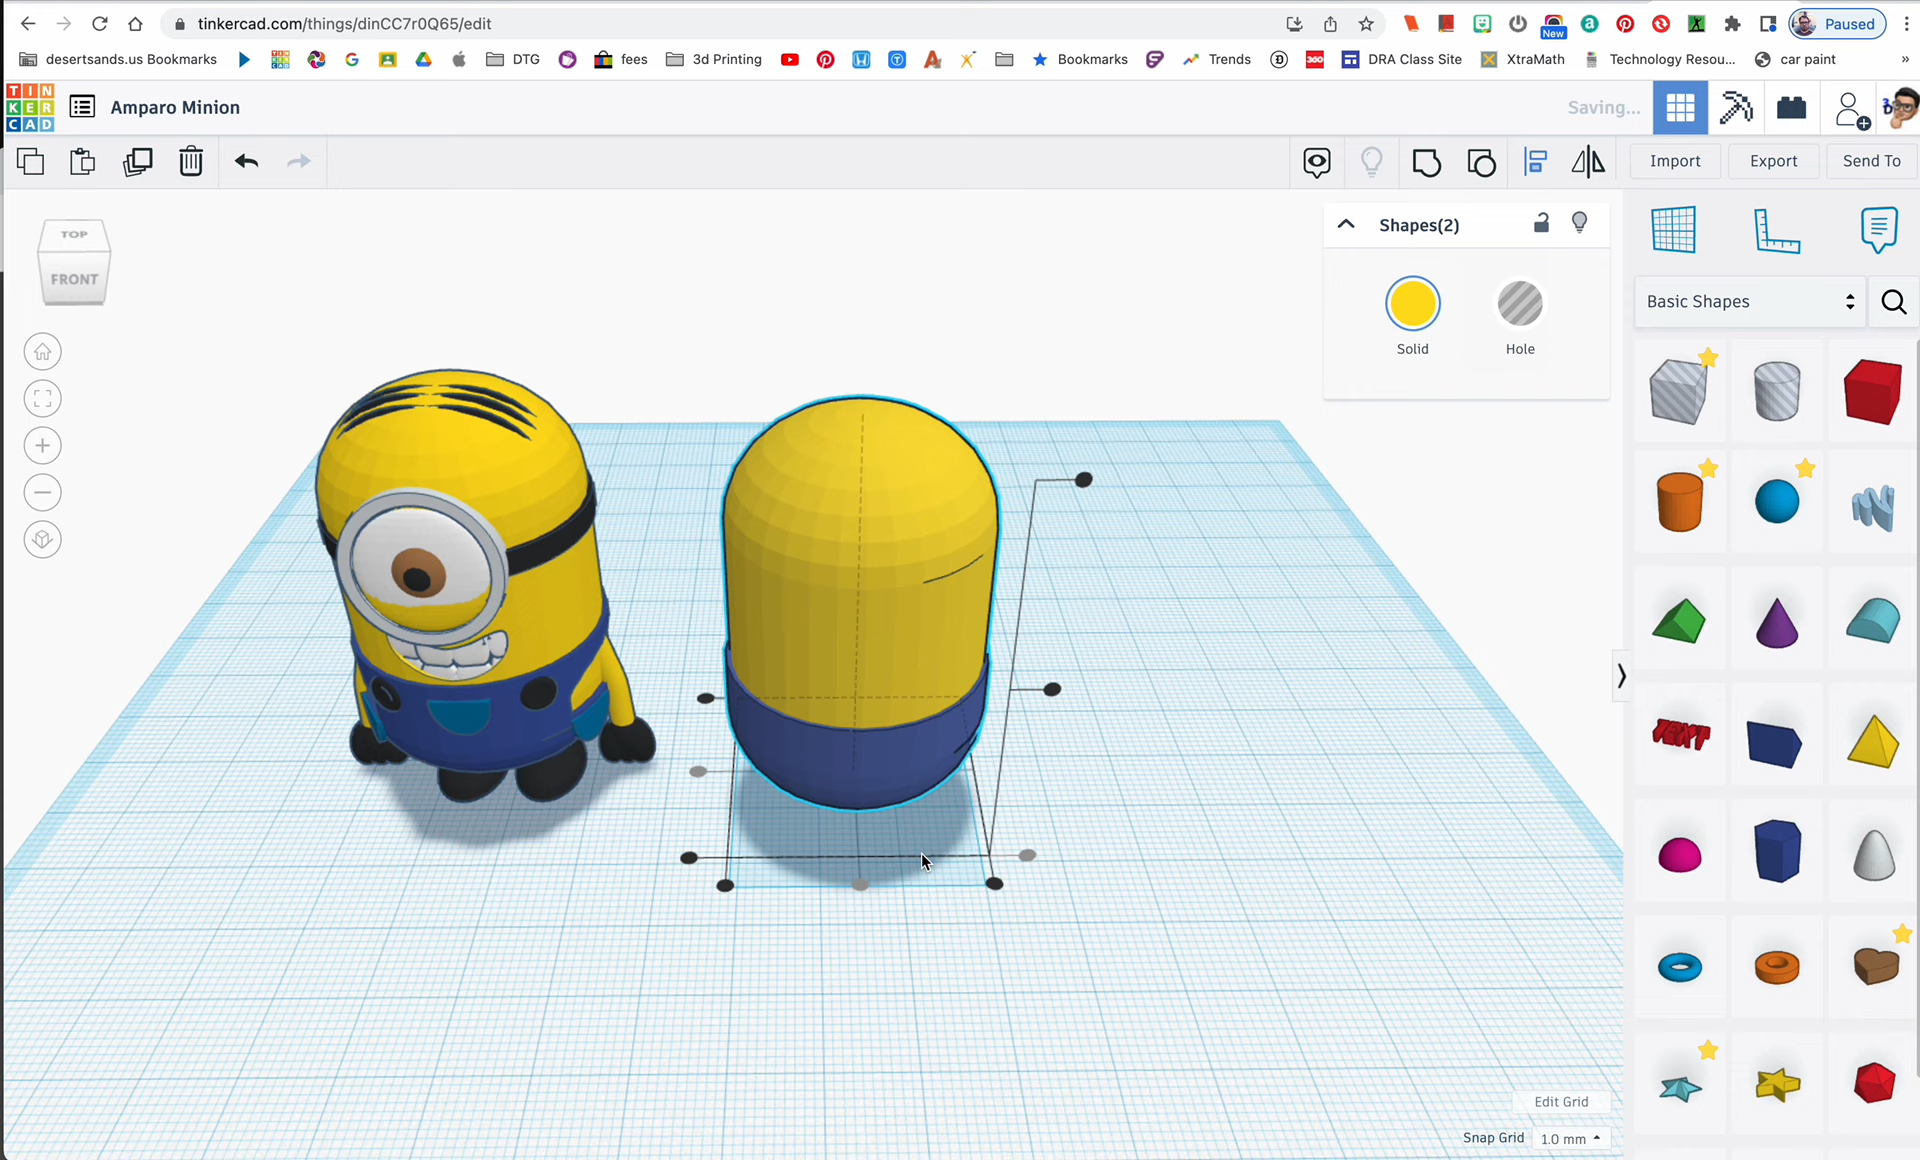 tinkercad.com/things/dinCC7r0Q65/edit
New
Paused
desertsands.us Bookmarks
DTG
fees
3d Printing
Bookmarks
Trends
DRA Class Site
XtraMath
Technology Resou...
car paint
»
TIN
KER
CAD
Amparo Minion
Saving...
Import
Export
Send To
TOP
FRONT
Shapes(2)
Solid
Hole
Basic Shapes
TEXT
Edit Grid
Snap Grid
1.0 mm